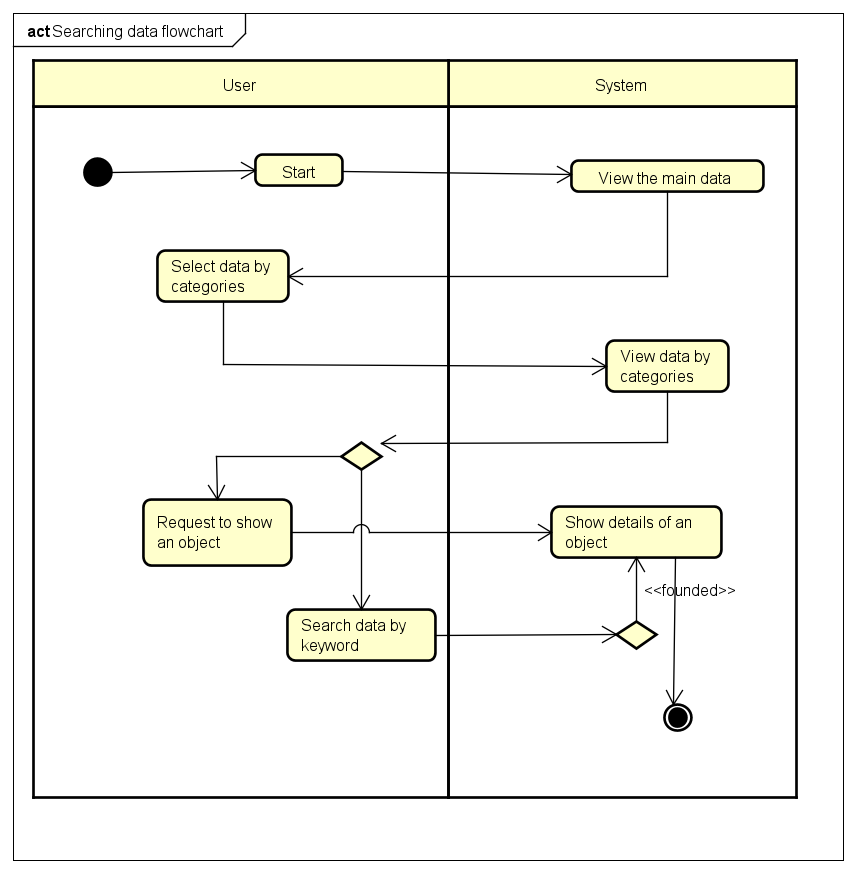 act Searching data flowchart
User
System
Start
View the main data
Select data by
categories
View data by
categories
Request to show
an object
Show details of an
object
<<founded>>
Search data by
keyword